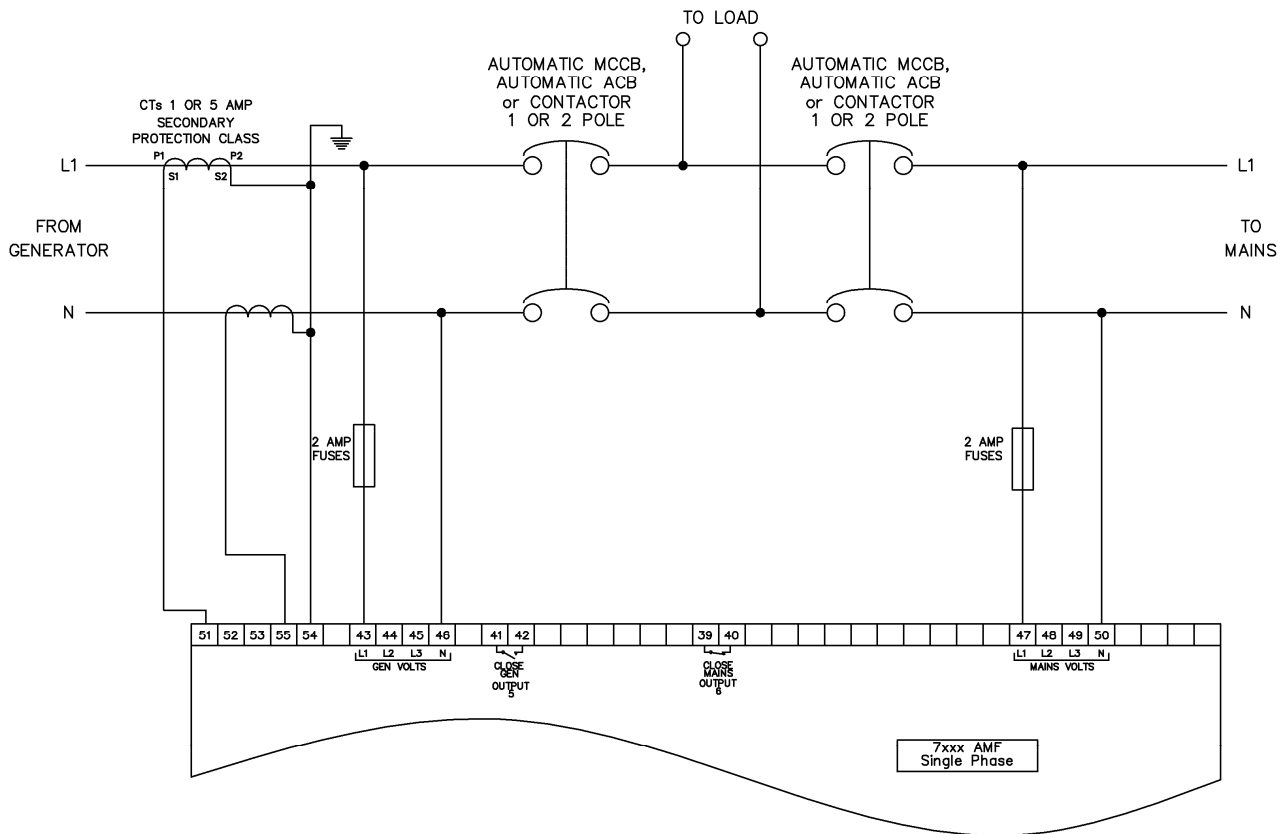 TO LOAD
AUTOMATIC MCCB,
AUTOMATIC ACB
or CONTACTOR
1 OR 2 POLE
AUTOMATIC MCCB,
AUTOMATIC ACB
or CONTACTOR
1 OR 2 POLE
CTs 1 OR 5 AMP
SECONDARY
PROTECTION CLASS
P1 P2
L1
S1 S2
L1
FROM
GENERATOR
TO
MAINS
N
N
2 AMP
FUSES
2 AMP
FUSES
51 52 53 55 54 43 44 45 46 41 42 39 40 47 48 49 50
L1 L2 L3 N
GEN VOLTS
CLOSE
GEN
OUTPUT
5
CLOSE
MAINS
OUTPUT
6
L1 L2 L3 N
MAINS VOLTS
7xxx AMF
Single Phase